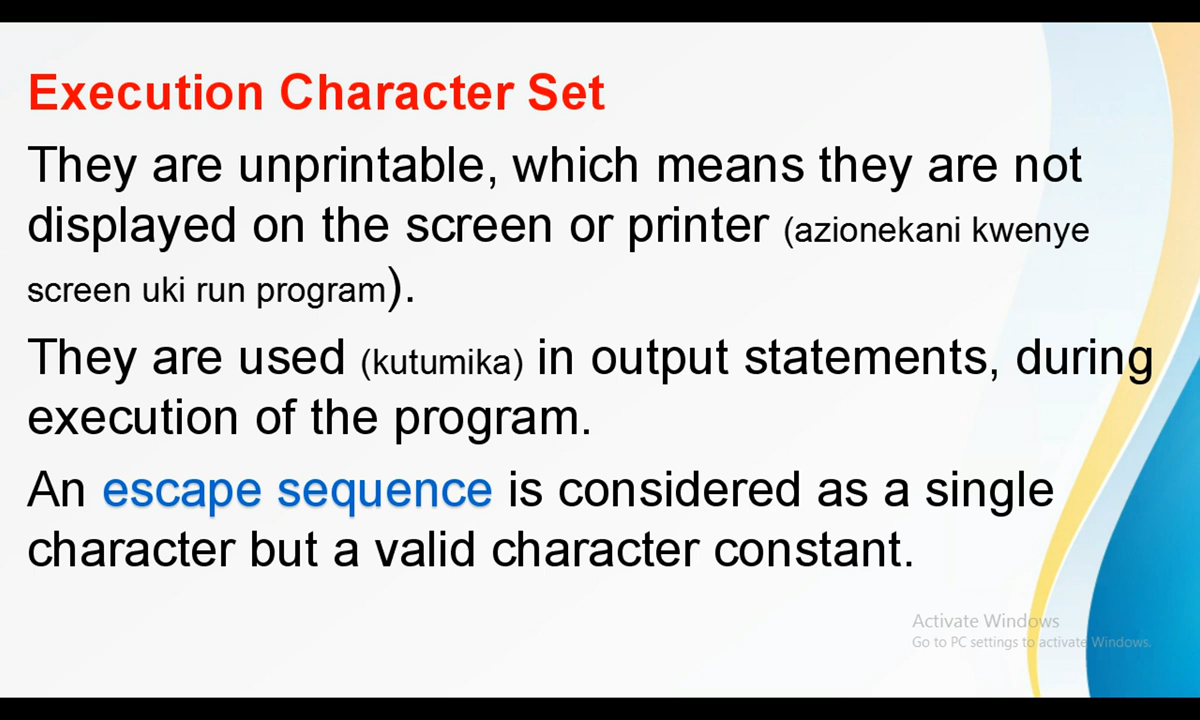 Execution Character Set
They are unprintable, which means they are not
displayed on the screen or printer (azionekani kwenye
screen uki run program).
They are used (kutumika) in output statements, during
execution of the program.
An escape sequence is considered as a single
character but a valid character constant.
Activate Windows
Go to PC settings to activate Windows.